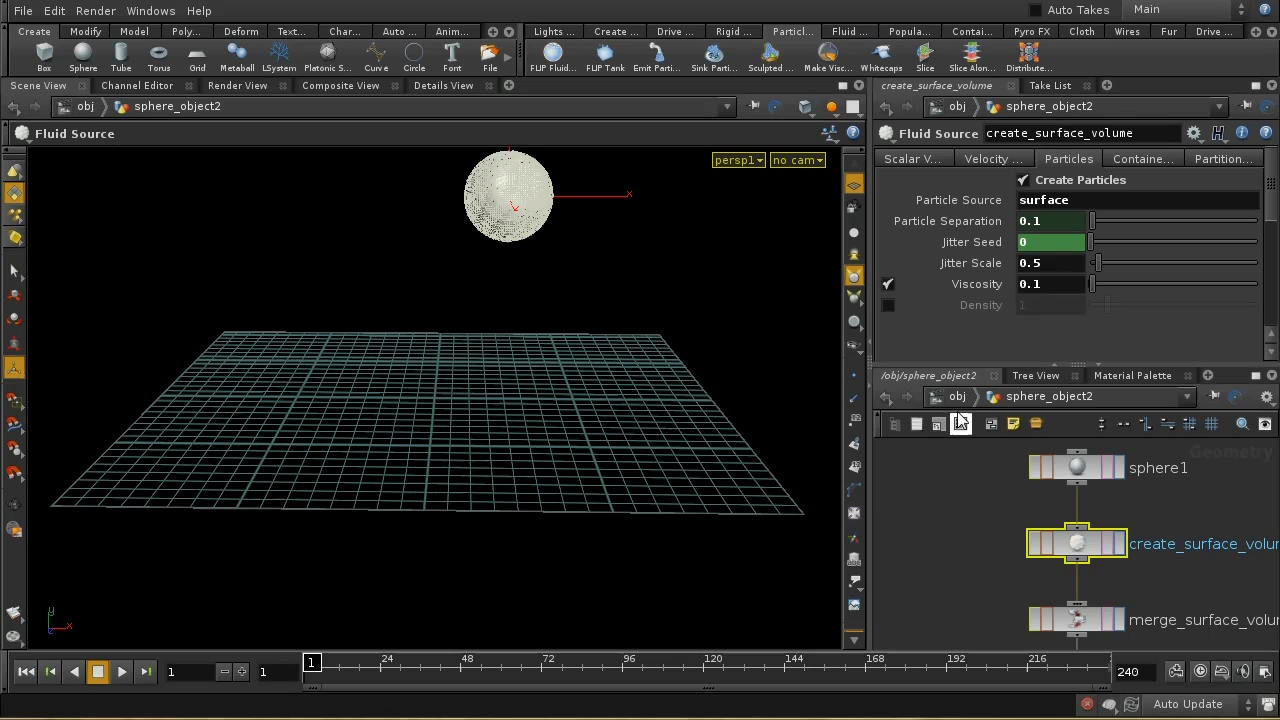 File Edit Render Windows Help Auto Takes Main
Create Modify Model Poly... Deform Text... Char... Auto ... Anim... Lights ... Create ... Drive ... Rigid ... Particl... Fluid ... Popula... Contai... Pyro FX Cloth Wires Fur Drive ...
Box Sphere Tube Torus Grid Metaball LSystem Platonic S... Curve Circle Font File FLIP Fluid... FLIP Tank Emit Parti... Sink Parti... Sculpted ... Make Visc... Whitecaps Slice Slice Alon... Distribute...
Scene View Channel Editor Render View Composite View Details View create_surface_volume Take List
obj sphere_object2 obj sphere_object2
Fluid Source Fluid Source create_surface_volume
persp1 no cam
Scalar V... Velocity ... Particles Containe... Partition...
Create Particles
Particle Source surface
Particle Separation 0.1
Jitter Seed 0
Jitter Scale 0.5
Viscosity 0.1
Density 1
x
/obj/sphere_object2 Tree View Material Palette
obj sphere_object2
Geometry
sphere1
create_surface_volur
merge_surface_volur
y
x
1 1 1 24 48 72 96 120 144 168 192 216 240
Auto Update